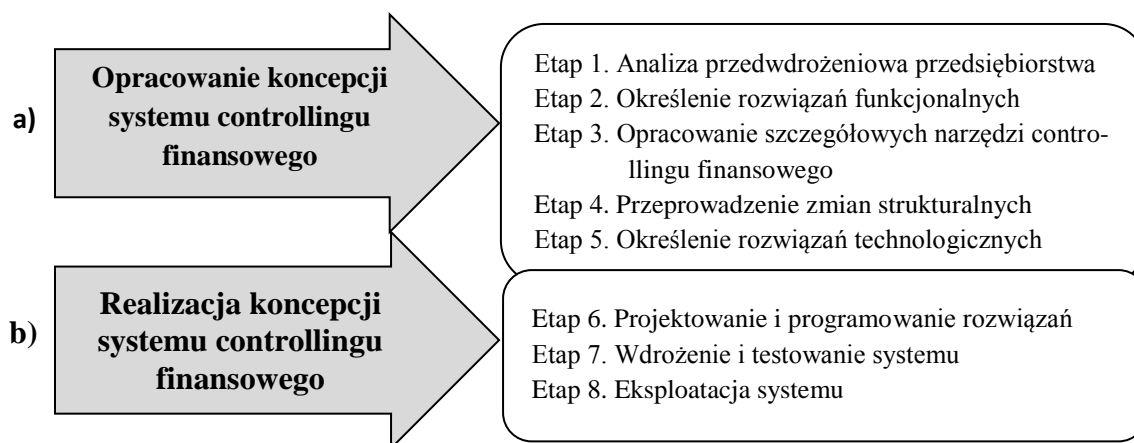 a)
Opracowanie koncepcji
systemu controllingu
finansowego
Etap 1. Analiza przedwdrożeniowa przedsiębiorstwa
Etap 2. Określenie rozwiązań funkcjonalnych
Etap 3. Opracowanie szczegółowych narzędzi contro-
llingu finansowego
Etap 4. Przeprowadzenie zmian strukturalnych
Etap 5. Określenie rozwiązań technologicznych
b)
Realizacja koncepcji
systemu controllingu
finansowego
Etap 6. Projektowanie i programowanie rozwiązań
Etap 7. Wdrożenie i testowanie systemu
Etap 8. Eksploatacja systemu